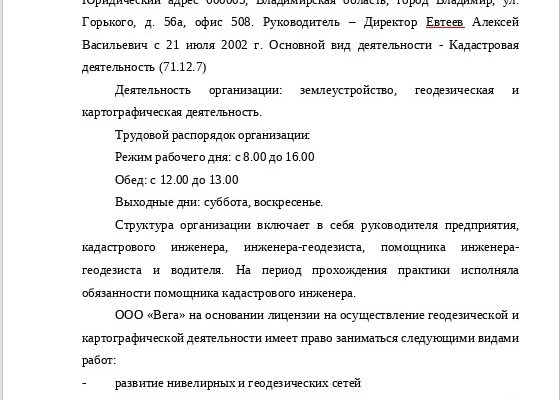 Юридический адрес 600005, Владимирская область, город Владимир, ул.
Горького, д. 56а, офис 508. Руководитель – Директор Евтеев Алексей
Васильевич с 21 июля 2002 г. Основной вид деятельности - Кадастровая
деятельность (71.12.7)
Деятельность организации: землеустройство, геодезическая и
картографическая деятельность.
Трудовой распорядок организации:
Режим рабочего дня: с 8.00 до 16.00
Обед: с 12.00 до 13.00
Выходные дни: суббота, воскресенье.
Структура организации включает в себя руководителя предприятия,
кадастрового инженера, инженера-геодезиста, помощника инженера-
геодезиста и водителя. На период прохождения практики исполняла
обязанности помощника кадастрового инженера.
ООО «Вега» на основании лицензии на осуществление геодезической и
картографической деятельности имеет право заниматься следующими видами
работ:
- развитие нивелирных и геодезических сетей